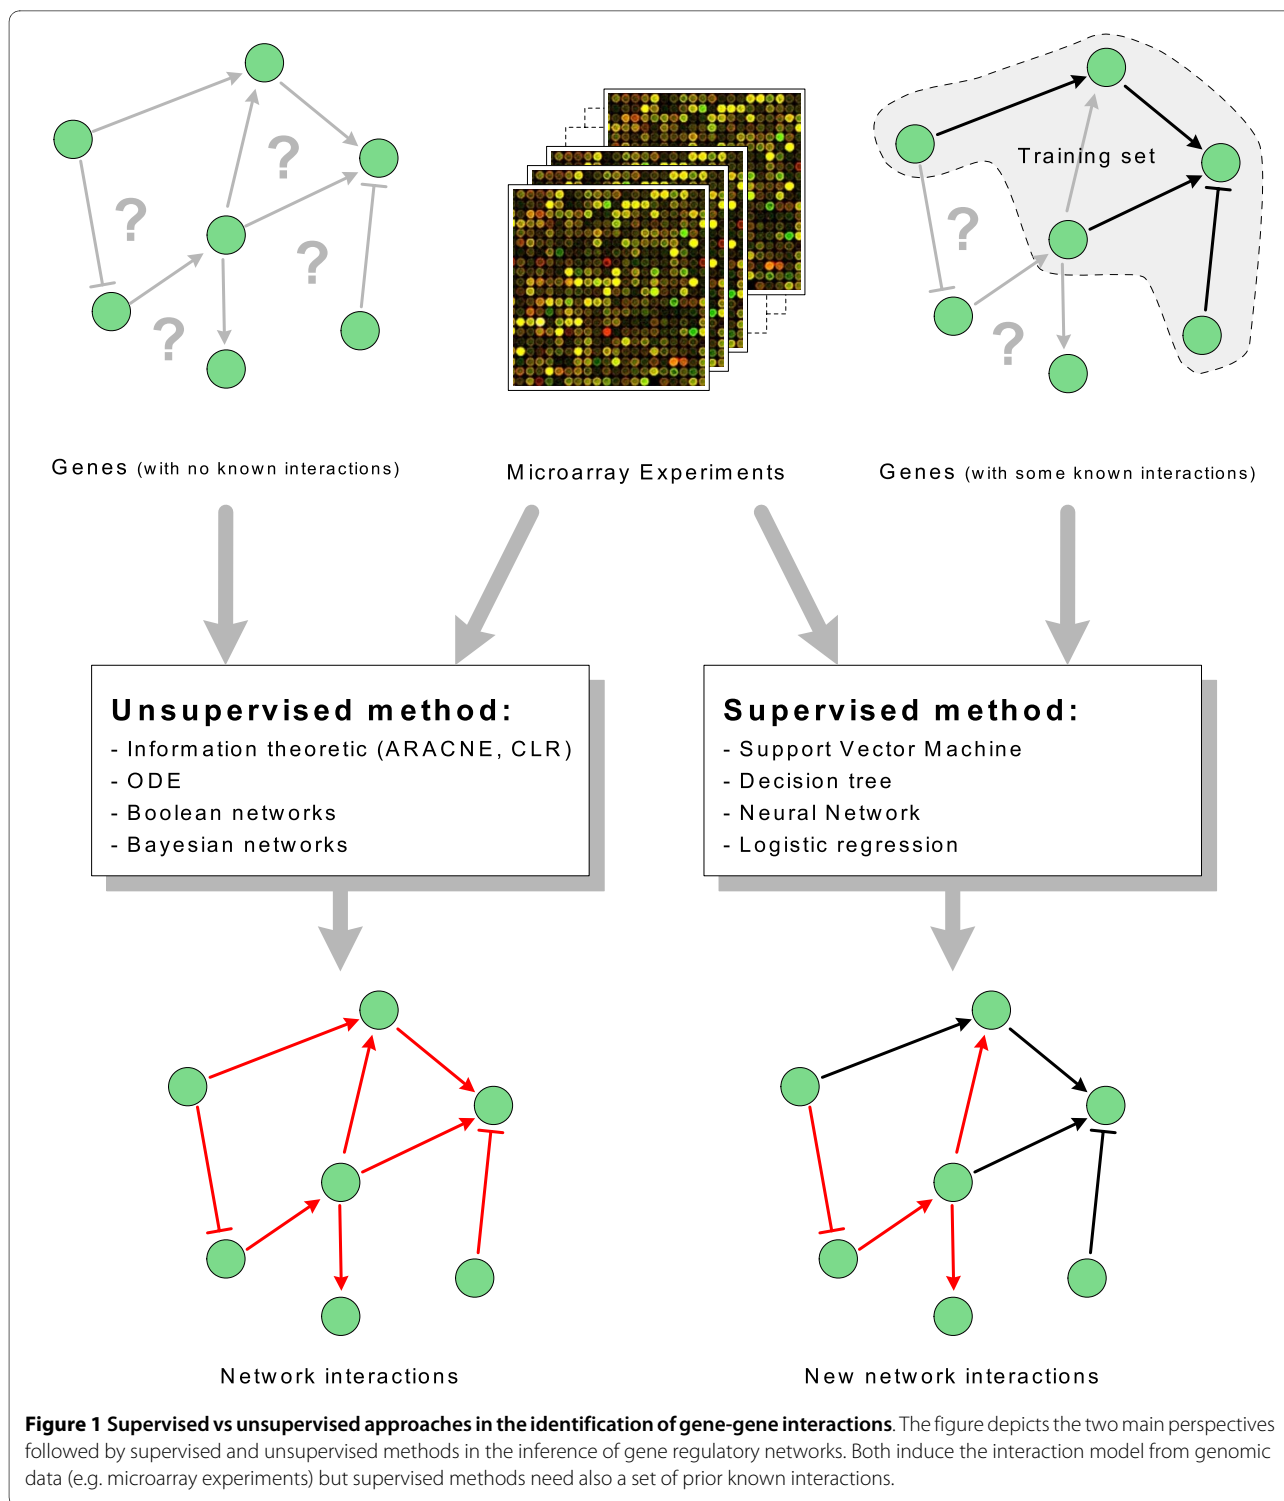 ?
?
?
?
Training set
?
?
Genes (with no known interactions)
Microarray Experiments
Genes (with some known interactions)
Unsupervised method:
- Information theoretic (ARACNE, CLR)
- ODE
- Boolean networks
- Bayesian networks
Supervised method:
- Support Vector Machine
- Decision tree
- Neural Network
- Logistic regression
Network interactions
New network interactions
Figure 1 Supervised vs unsupervised approaches in the identification of gene-gene interactions. The figure depicts the two main perspectives
followed by supervised and unsupervised methods in the inference of gene regulatory networks. Both induce the interaction model from genomic
data (e.g. microarray experiments) but supervised methods need also a set of prior known interactions.